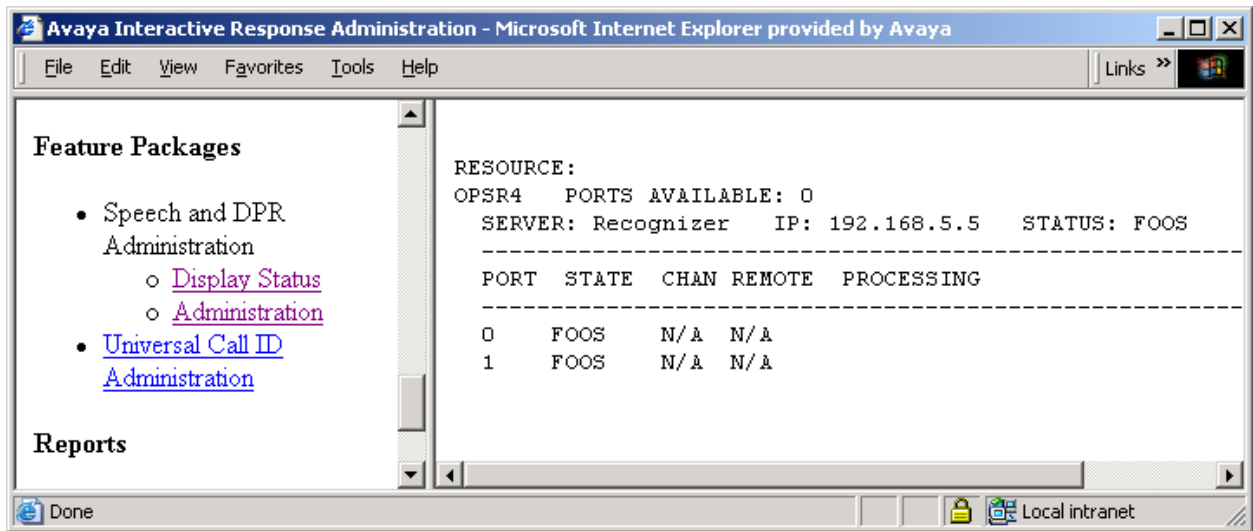 Avaya Interactive Response Administration - Microsoft Internet Explorer provided by Avaya
File Edit View Favorites Tools Help Links »
Feature Packages
• Speech and DPR
Administration
o Display Status
o Administration
• Universal Call ID
Administration
Reports
RESOURCE:
OPSR4 PORTS AVAILABLE: 0
SERVER: Recognizer IP: 192.168.5.5 STATUS: FOOS
------------------------------------------------------
PORT STATE CHAN REMOTE PROCESSING
------------------------------------------------------
0 FOOS N/A N/A
1 FOOS N/A N/A
Done Local intranet